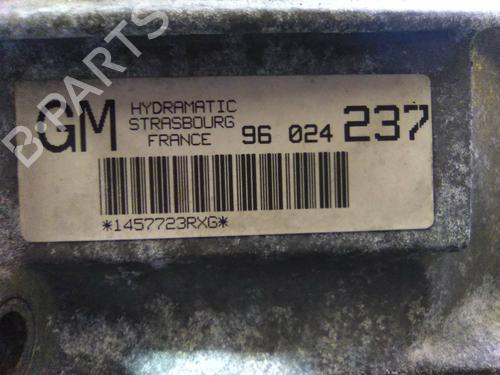 B-PARTS
GM
HYDRAMATIC
STRASBOURG
FRANCE
96 024 237
*1457723RXG*